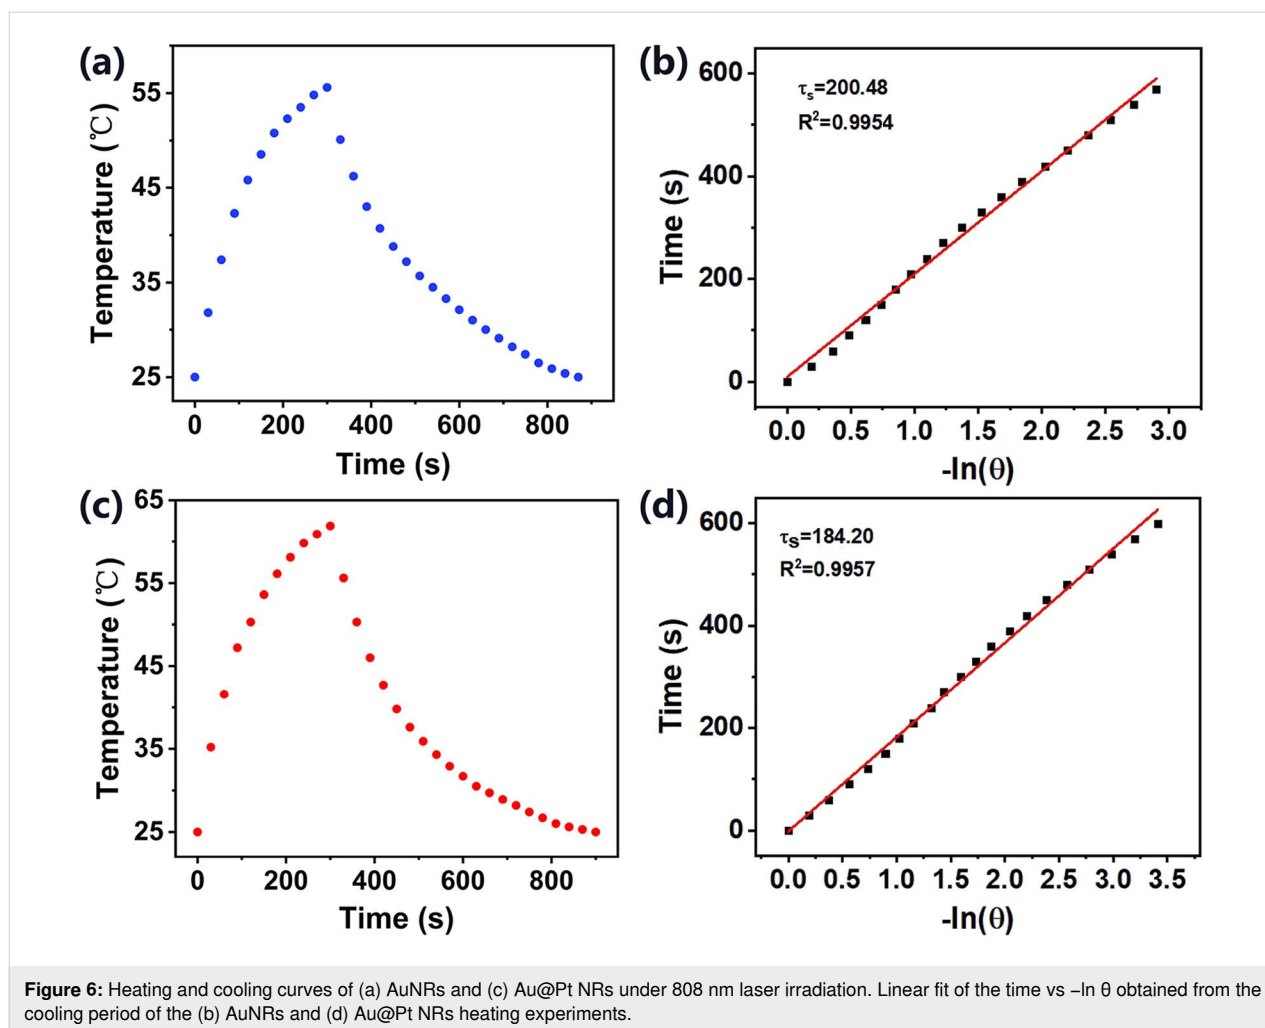 (a)
55
45
35
25
Temperature (℃)
0 200 400 600 800
Time (s)
(b)
τs=200.48
R²=0.9954
600
400
200
0
Time (s)
0.0 0.5 1.0 1.5 2.0 2.5 3.0
-ln(θ)
(c)
65
55
45
35
25
Temperature (℃)
0 200 400 600 800
Time (s)
(d)
τs=184.20
R²=0.9957
600
400
200
0
Time (s)
0.0 0.5 1.0 1.5 2.0 2.5 3.0 3.5
-ln(θ)
Figure 6: Heating and cooling curves of (a) AuNRs and (c) Au@Pt NRs under 808 nm laser irradiation. Linear fit of the time vs −ln θ obtained from the
cooling period of the (b) AuNRs and (d) Au@Pt NRs heating experiments.